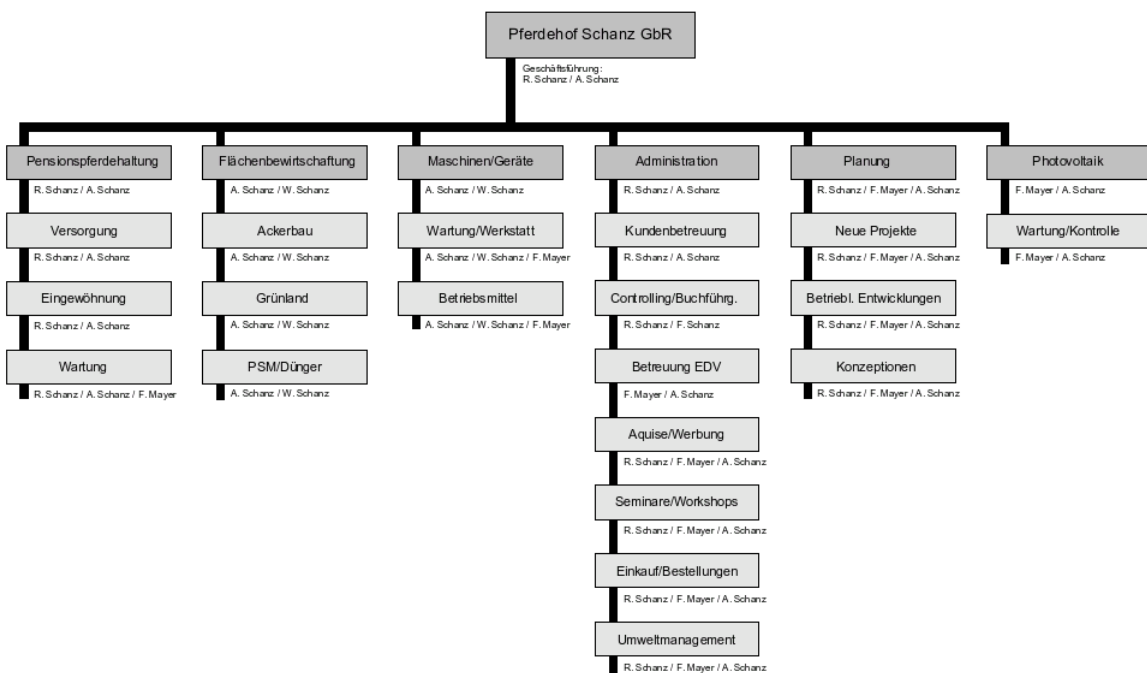 Pferdehof Schanz GbR
Geschäftsführung:
R. Schanz / A. Schanz
Pensionspferdehaltung
R. Schanz / A. Schanz
Versorgung
R. Schanz / A. Schanz
Eingewöhnung
R. Schanz / A. Schanz
Wartung
R. Schanz / A. Schanz / F. Mayer
Flächenbewirtschaftung
A. Schanz / W. Schanz
Ackerbau
A. Schanz / W. Schanz
Grünland
A. Schanz / W. Schanz
PSM/Dünger
A. Schanz / W. Schanz
Maschinen/Geräte
A. Schanz / W. Schanz
Wartung/Werkstatt
A. Schanz / W. Schanz / F. Mayer
Betriebsmittel
A. Schanz / W. Schanz / F. Mayer
Administration
R. Schanz / A. Schanz
Kundenbetreuung
R. Schanz / A. Schanz
Controlling/Buchführg.
R. Schanz / F. Schanz
Betreuung EDV
F. Mayer / A. Schanz
Aquise/Werbung
R. Schanz / F. Mayer / A. Schanz
Seminare/Workshops
R. Schanz / F. Mayer / A. Schanz
Einkauf/Bestellungen
R. Schanz / F. Mayer / A. Schanz
Umweltmanagement
R. Schanz / F. Mayer / A. Schanz
Planung
R. Schanz / F. Mayer / A. Schanz
Neue Projekte
R. Schanz / F. Mayer / A. Schanz
Betriebl. Entwicklungen
R. Schanz / F. Mayer / A. Schanz
Konzeptionen
R. Schanz / F. Mayer / A. Schanz
Photovoltaik
F. Mayer / A. Schanz
Wartung/Kontrolle
F. Mayer / A. Schanz